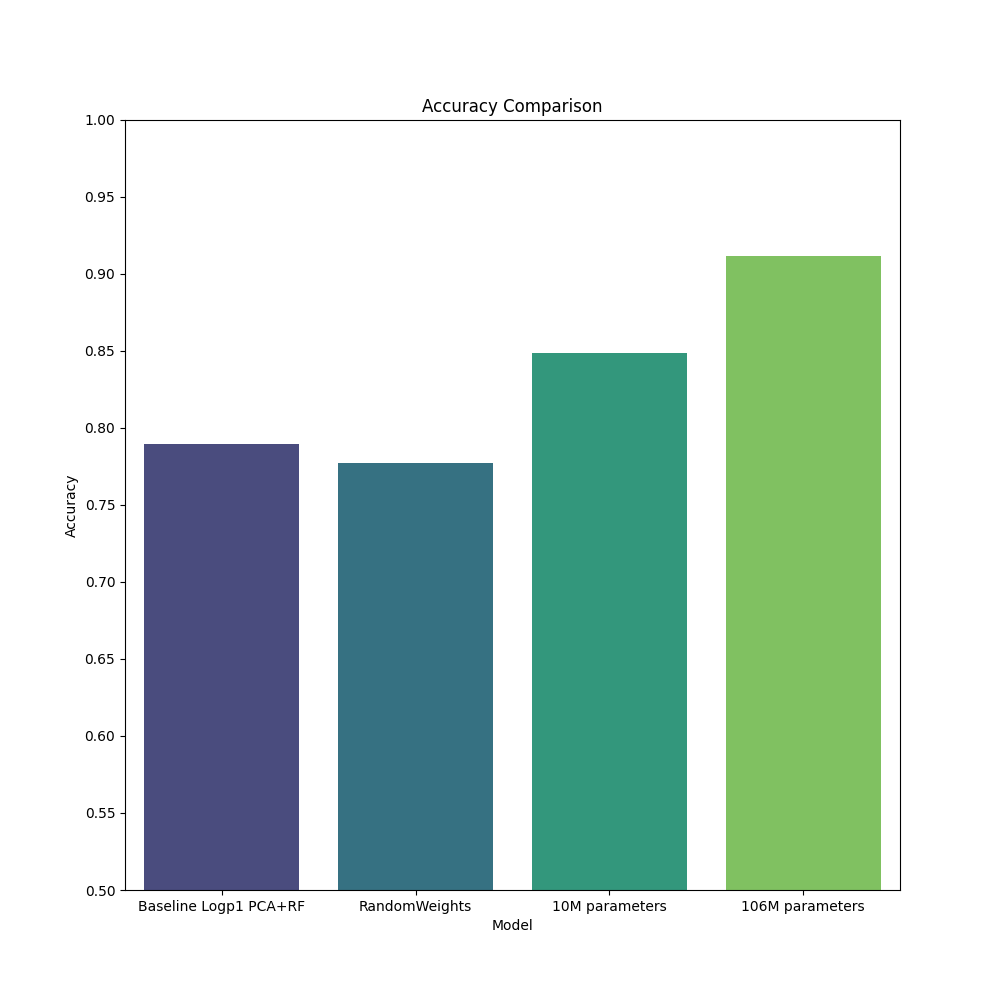 Accuracy Comparison
1.00
0.95
0.90
0.85
0.80
0.75
0.70
0.65
0.60
0.55
0.50
Accuracy
Baseline Logp1 PCA+RF RandomWeights 10M parameters 106M parameters
Model